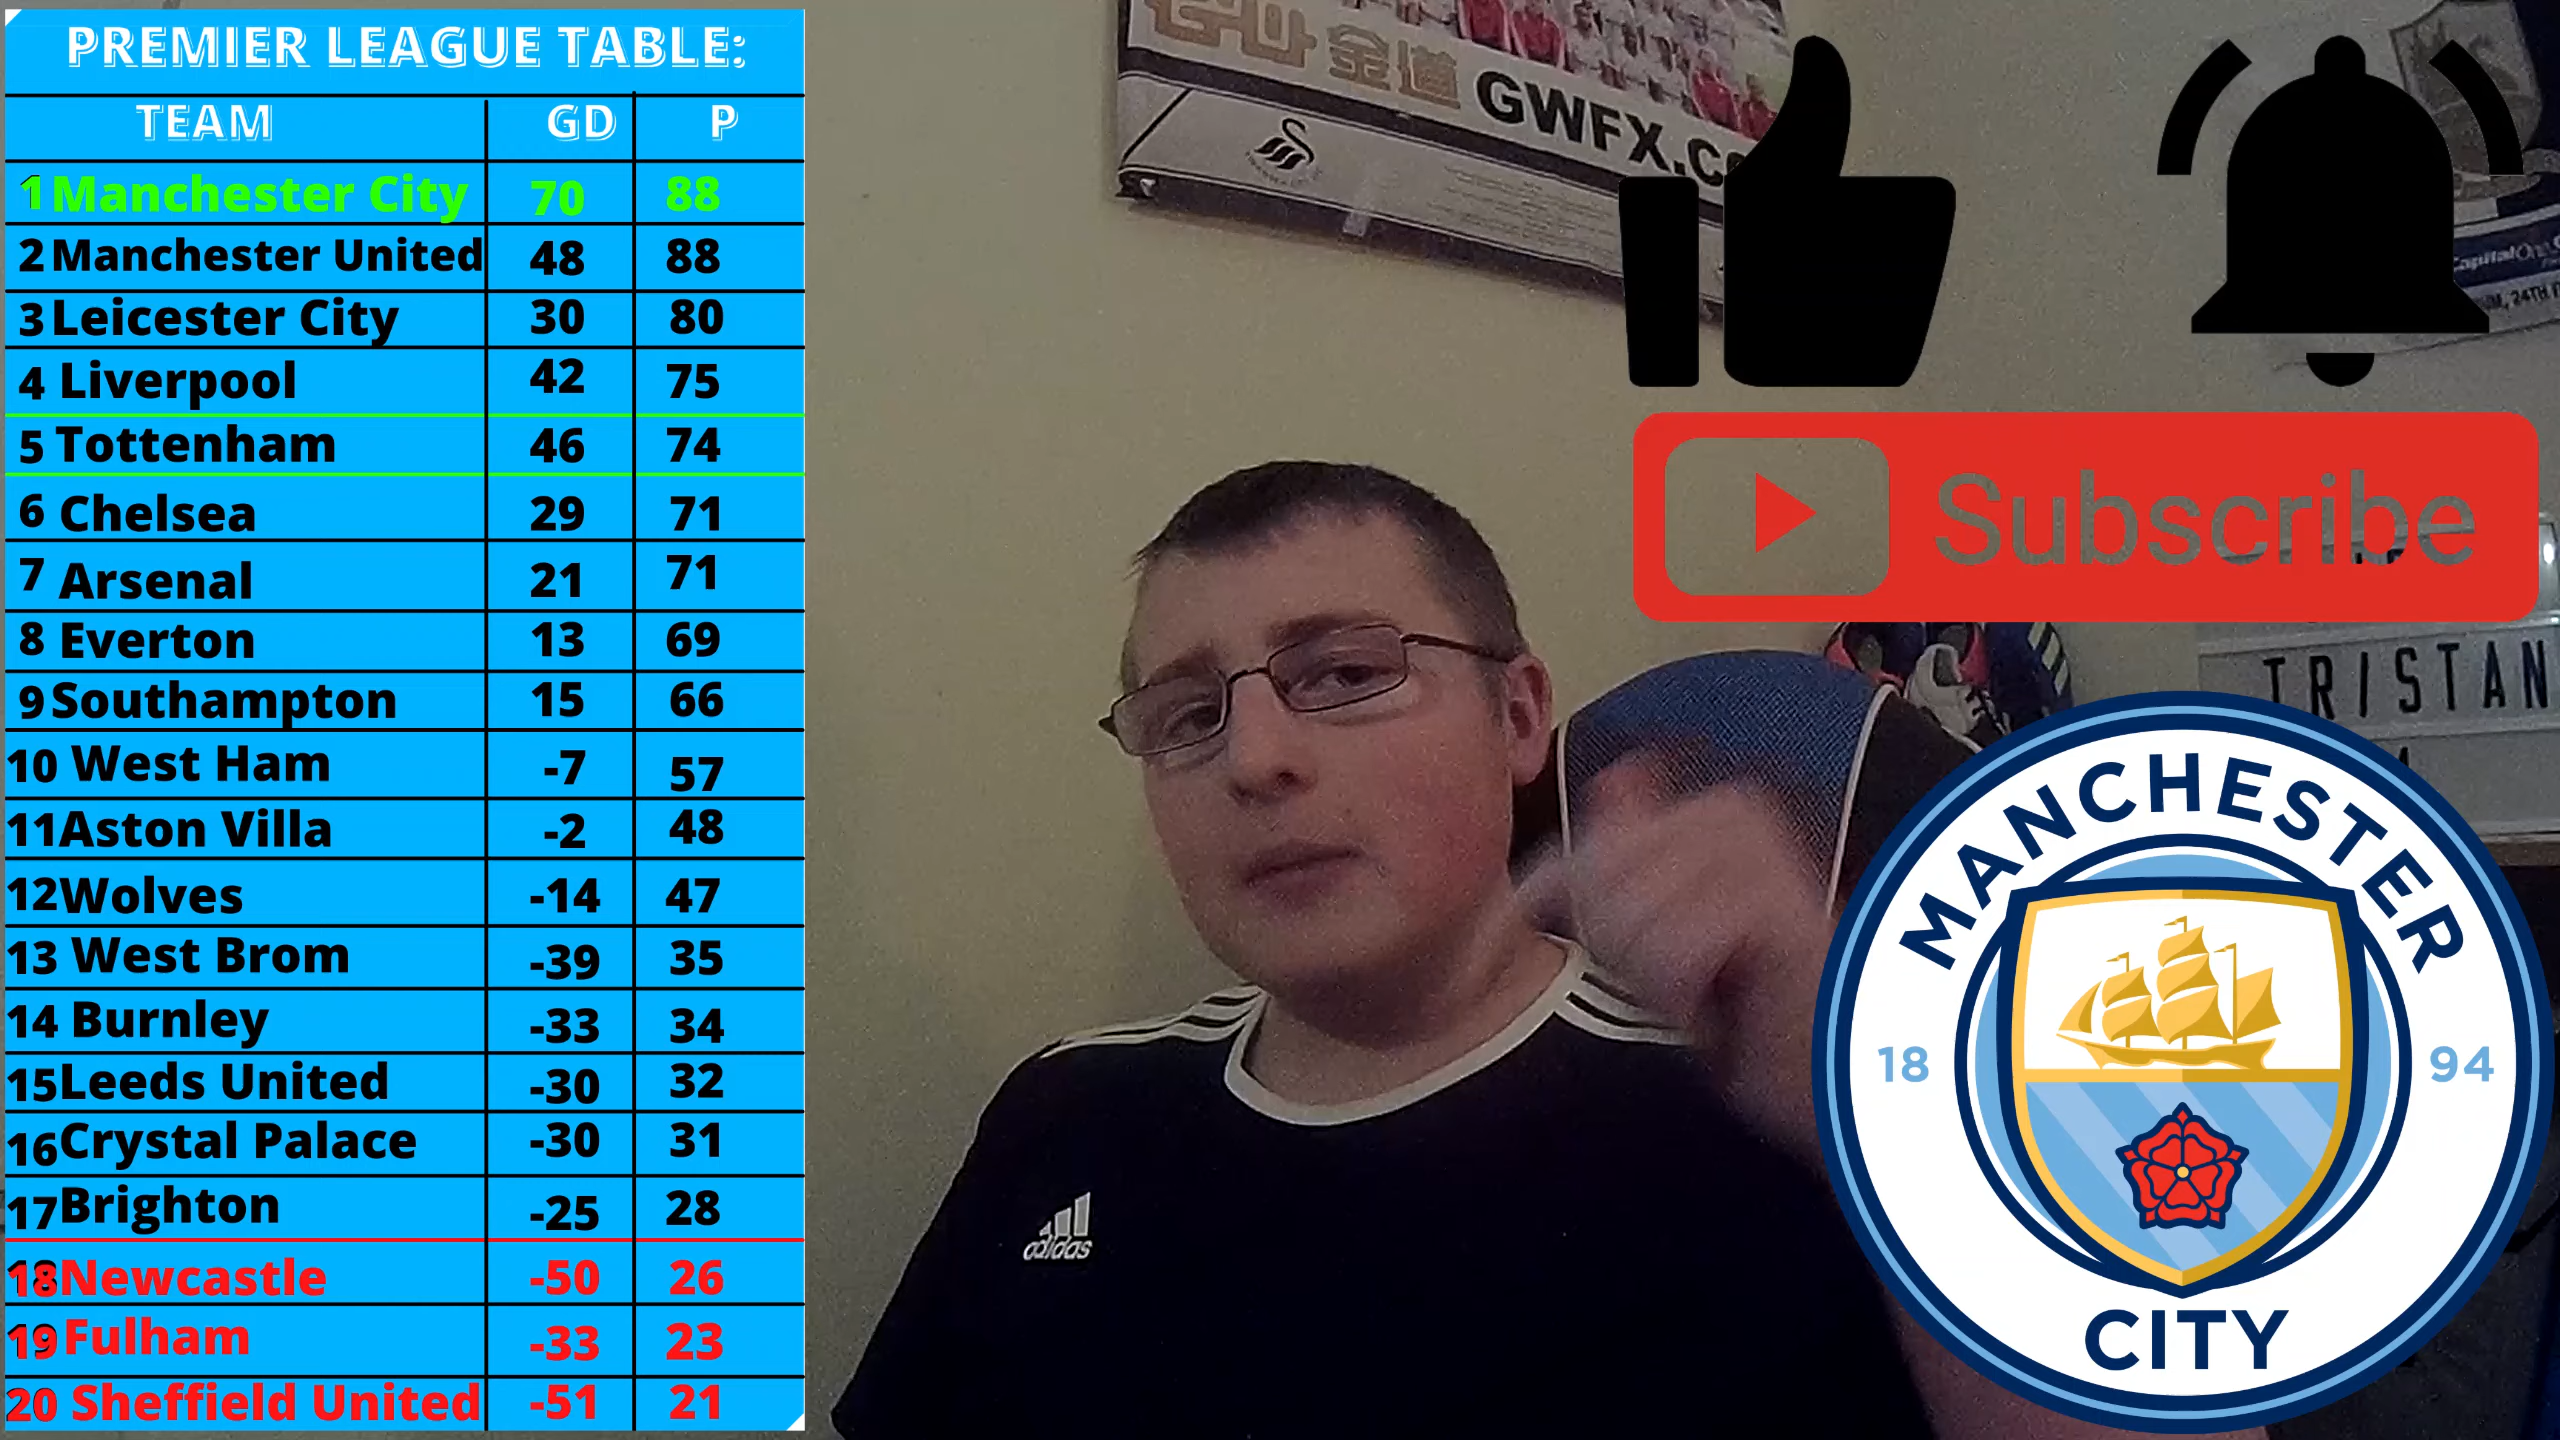 PREMIER LEAGUE TABLE:
TEAM GD P
1 Manchester City 70 88
2 Manchester United 48 88
3 Leicester City 30 80
4 Liverpool 42 75
5 Tottenham 46 74
6 Chelsea 29 71
7 Arsenal 21 71
8 Everton 13 69
9 Southampton 15 66
10 West Ham -7 57
11 Aston Villa -2 48
12 Wolves -14 47
13 West Brom -39 35
14 Burnley -33 34
15 Leeds United -30 32
16 Crystal Palace -30 31
17 Brighton -25 28
18 Newcastle -50 26
19 Fulham -33 23
20 Sheffield United -51 21
金道
GWFX.C
Capital
24TH
Subscribe
TRISTAN
adidas
MANCHESTER
18 94
CITY